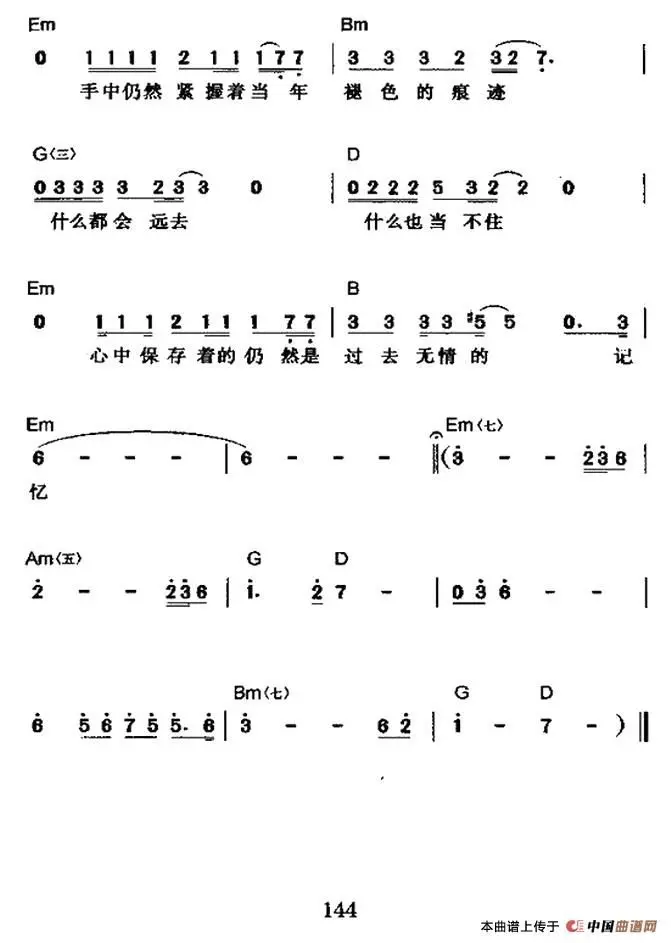 Em Bm
0 1 1 1 1 2 1 1 1 7 7 | 3 3 3 2 3 2 7. |
手中仍然紧握着当年 褪色的痕迹
G〈三〉 D
0 3 3 3 3 2 3 3 0 | 0 2 2 2 5 3 2 2 0 |
什么都会远去 什么也当不住
Em B
0 1 1 1 2 1 1 1 7 7 | 3 3 3 3 #5 5 0. 3 |
心中保存着的仍然是 过去无情的 记
Em Em〈七〉
6 - - - | 6 - - - ‖ (3 - - 2 3 6 |
忆
Am〈五〉 G D
2 - - 2 3 6 | 1. 2 7 - | 0 3 6 - - |
Bm〈七〉 G D
6 5 6 7 5 5. 6 | 3 - - 6 2 | 1 - 7 - ) ‖
144
本曲谱上传于 中国曲谱网